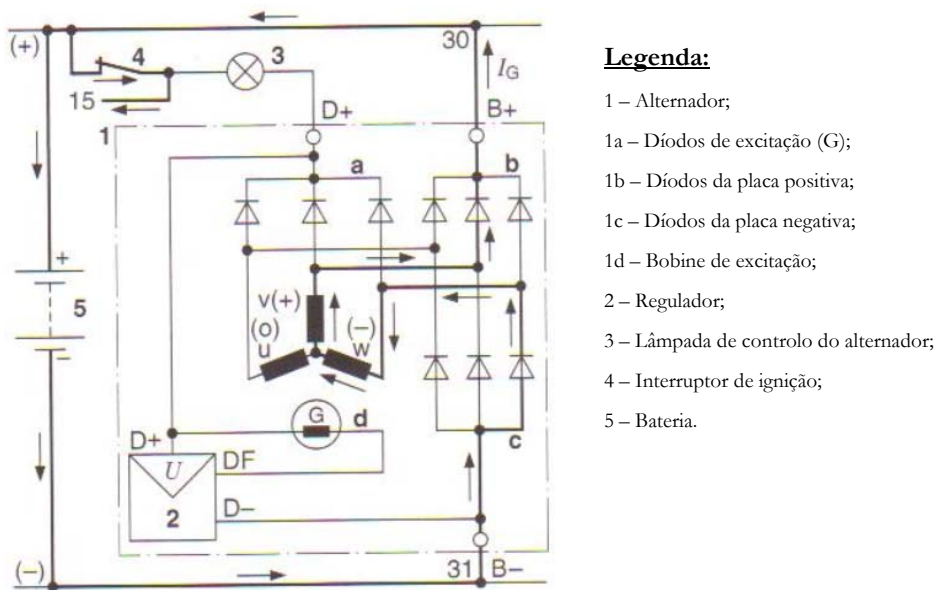 (+)
4
3
30
I_G
15
D+
B+
1
a
b
+
5
–
v(+)
(o)
u
(–)
w
G
d
D+
U
DF
c
2
D–
(–)
31
B–
Legenda:
1 – Alternador;
1a – Díodos de excitação (G);
1b – Díodos da placa positiva;
1c – Díodos da placa negativa;
1d – Bobine de excitação;
2 – Regulador;
3 – Lâmpada de controlo do alternador;
4 – Interruptor de ignição;
5 – Bateria.